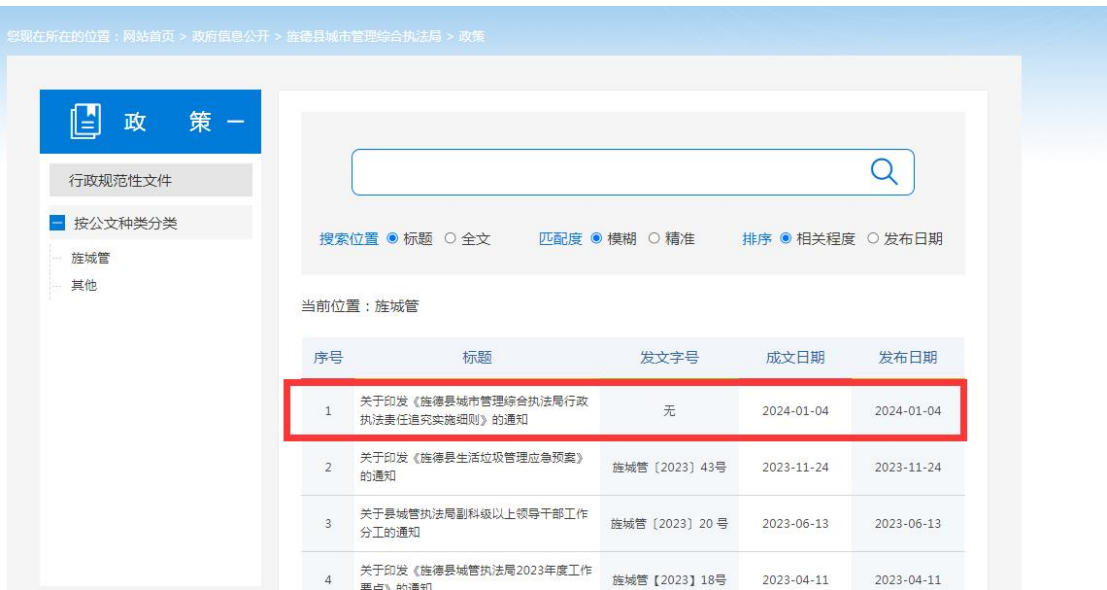 您现在所在的位置：网站首页 > 政府信息公开 > 旌德县城市管理综合执法局 > 政策
政 策
行政规范性文件
按公文种类分类
旌城管
其他
搜索位置 标题 全文 匹配度 模糊 精准 排序 相关程度 发布日期
当前位置：旌城管
序号 标题 发文字号 成文日期 发布日期
关于印发《旌德县城市管理综合执法局行政
1 无 2024-01-04 2024-01-04
执法责任追究实施细则》的通知
关于印发《旌德县生活垃圾管理应急预案》
2 旌城管〔2023〕43号 2023-11-24 2023-11-24
的通知
关于县城管执法局副科级以上领导干部工作
3 旌城管〔2023〕20 号 2023-06-13 2023-06-13
分工的通知
关于印发《旌德县城管执法局2023年度工作
4 旌城管【2023】18号 2023-04-11 2023-04-11
要点》的通知